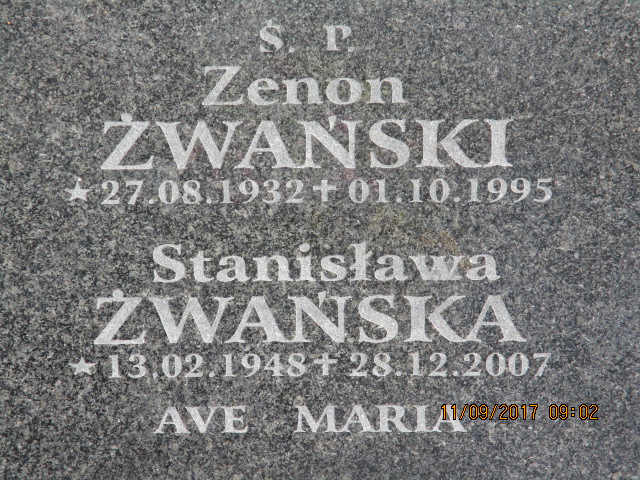 Ś. P.
Zenon
ŻWAŃSKI
★27.08.1932✝01.10.1995
Stanisława
ŻWAŃSKA
★13.02.1948✝28.12.2007
AVE MARIA
11/09/2017 09:02